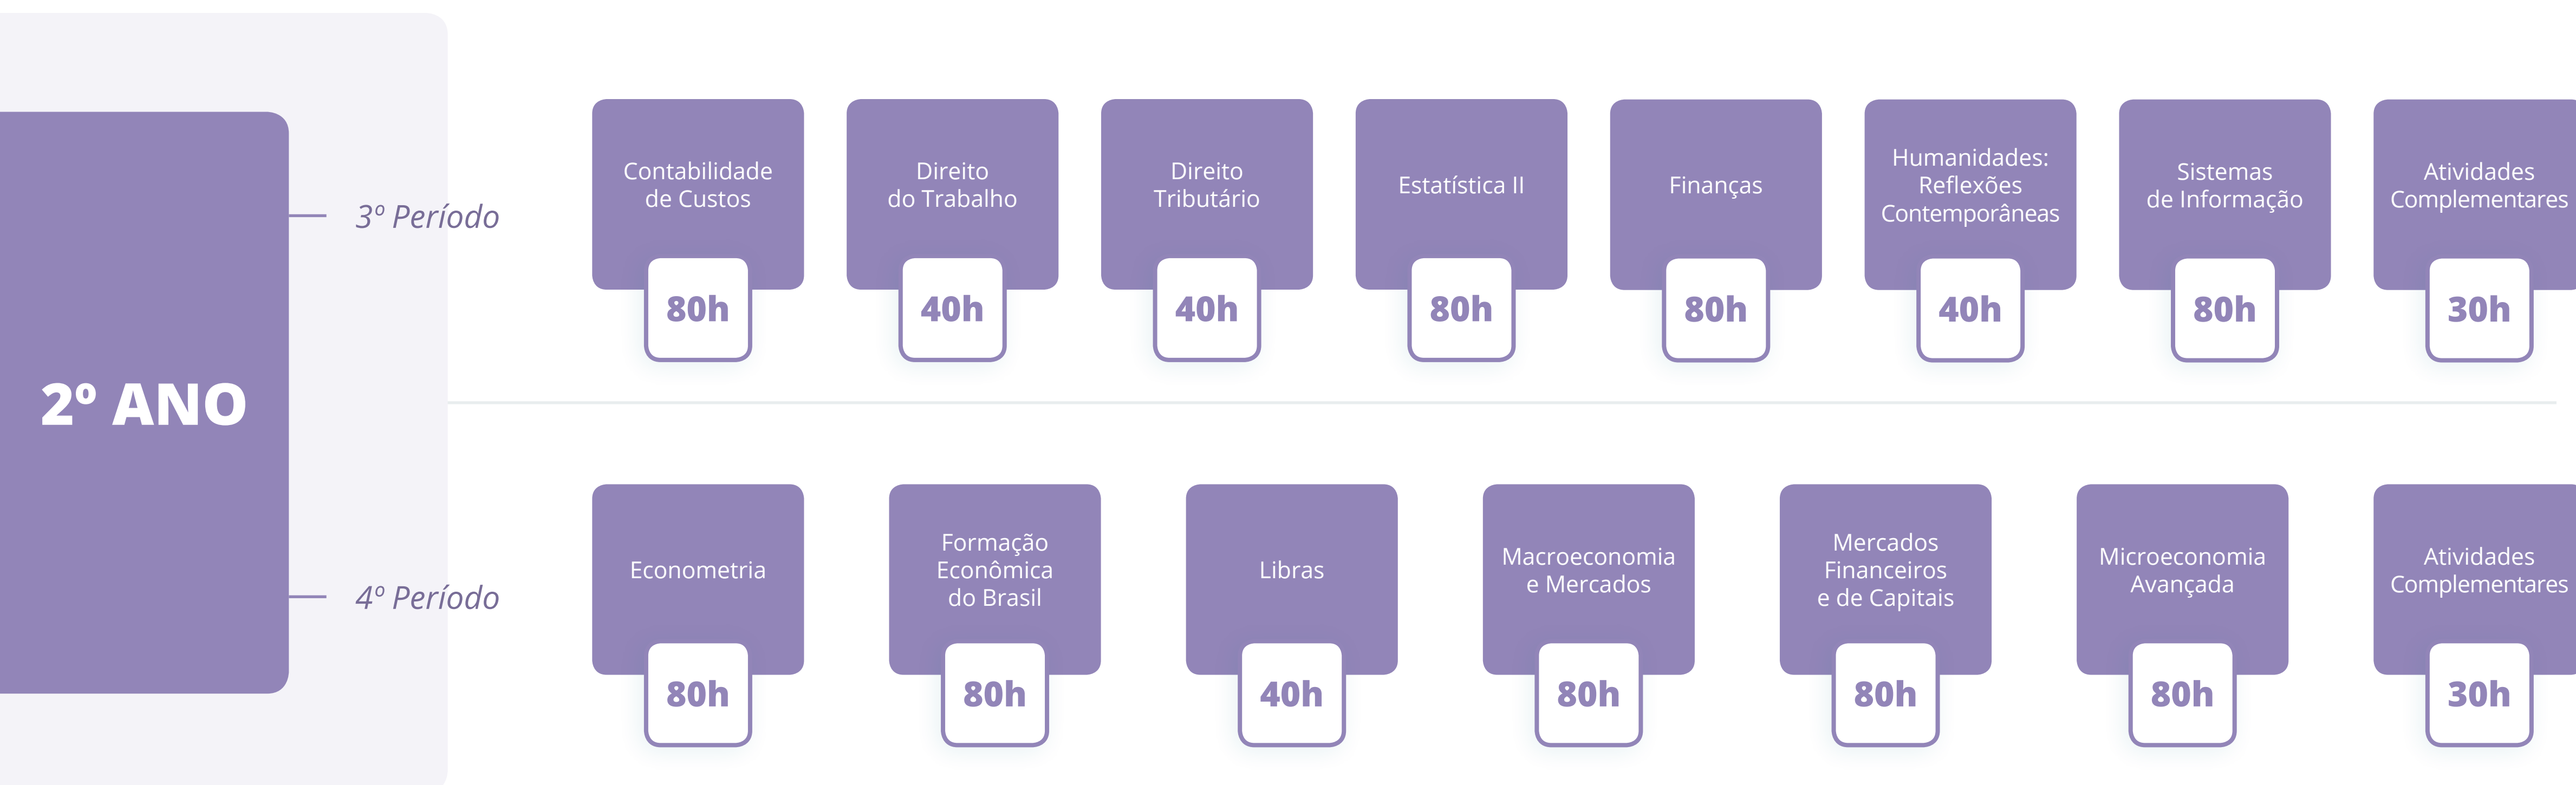 2º ANO
3º Período
Contabilidade
de Custos
80h
Direito
do Trabalho
40h
Direito
Tributário
40h
Estatística II
80h
Finanças
80h
Humanidades:
Reflexões
Contemporâneas
40h
Sistemas
de Informação
80h
Atividades
Complementares
30h
4º Período
Econometria
80h
Formação
Econômica
do Brasil
80h
Libras
40h
Macroeconomia
e Mercados
80h
Mercados
Financeiros
e de Capitais
80h
Microeconomia
Avançada
80h
Atividades
Complementares
30h